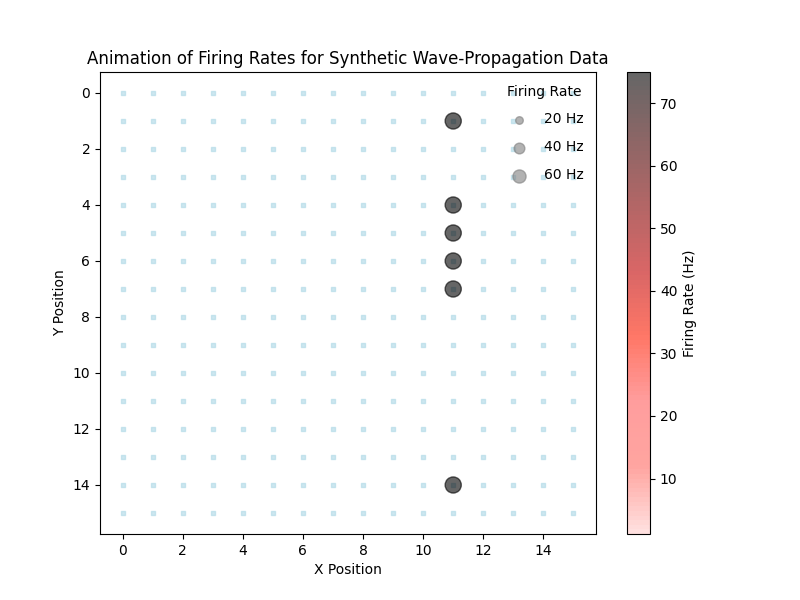 Animation of Firing Rates for Synthetic Wave-Propagation Data
Firing Rate
20 Hz
40 Hz
60 Hz
Y Position
0
2
4
6
8
10
12
14
0 2 4 6 8 10 12 14
X Position
70
60
50
40
30
20
10
Firing Rate (Hz)